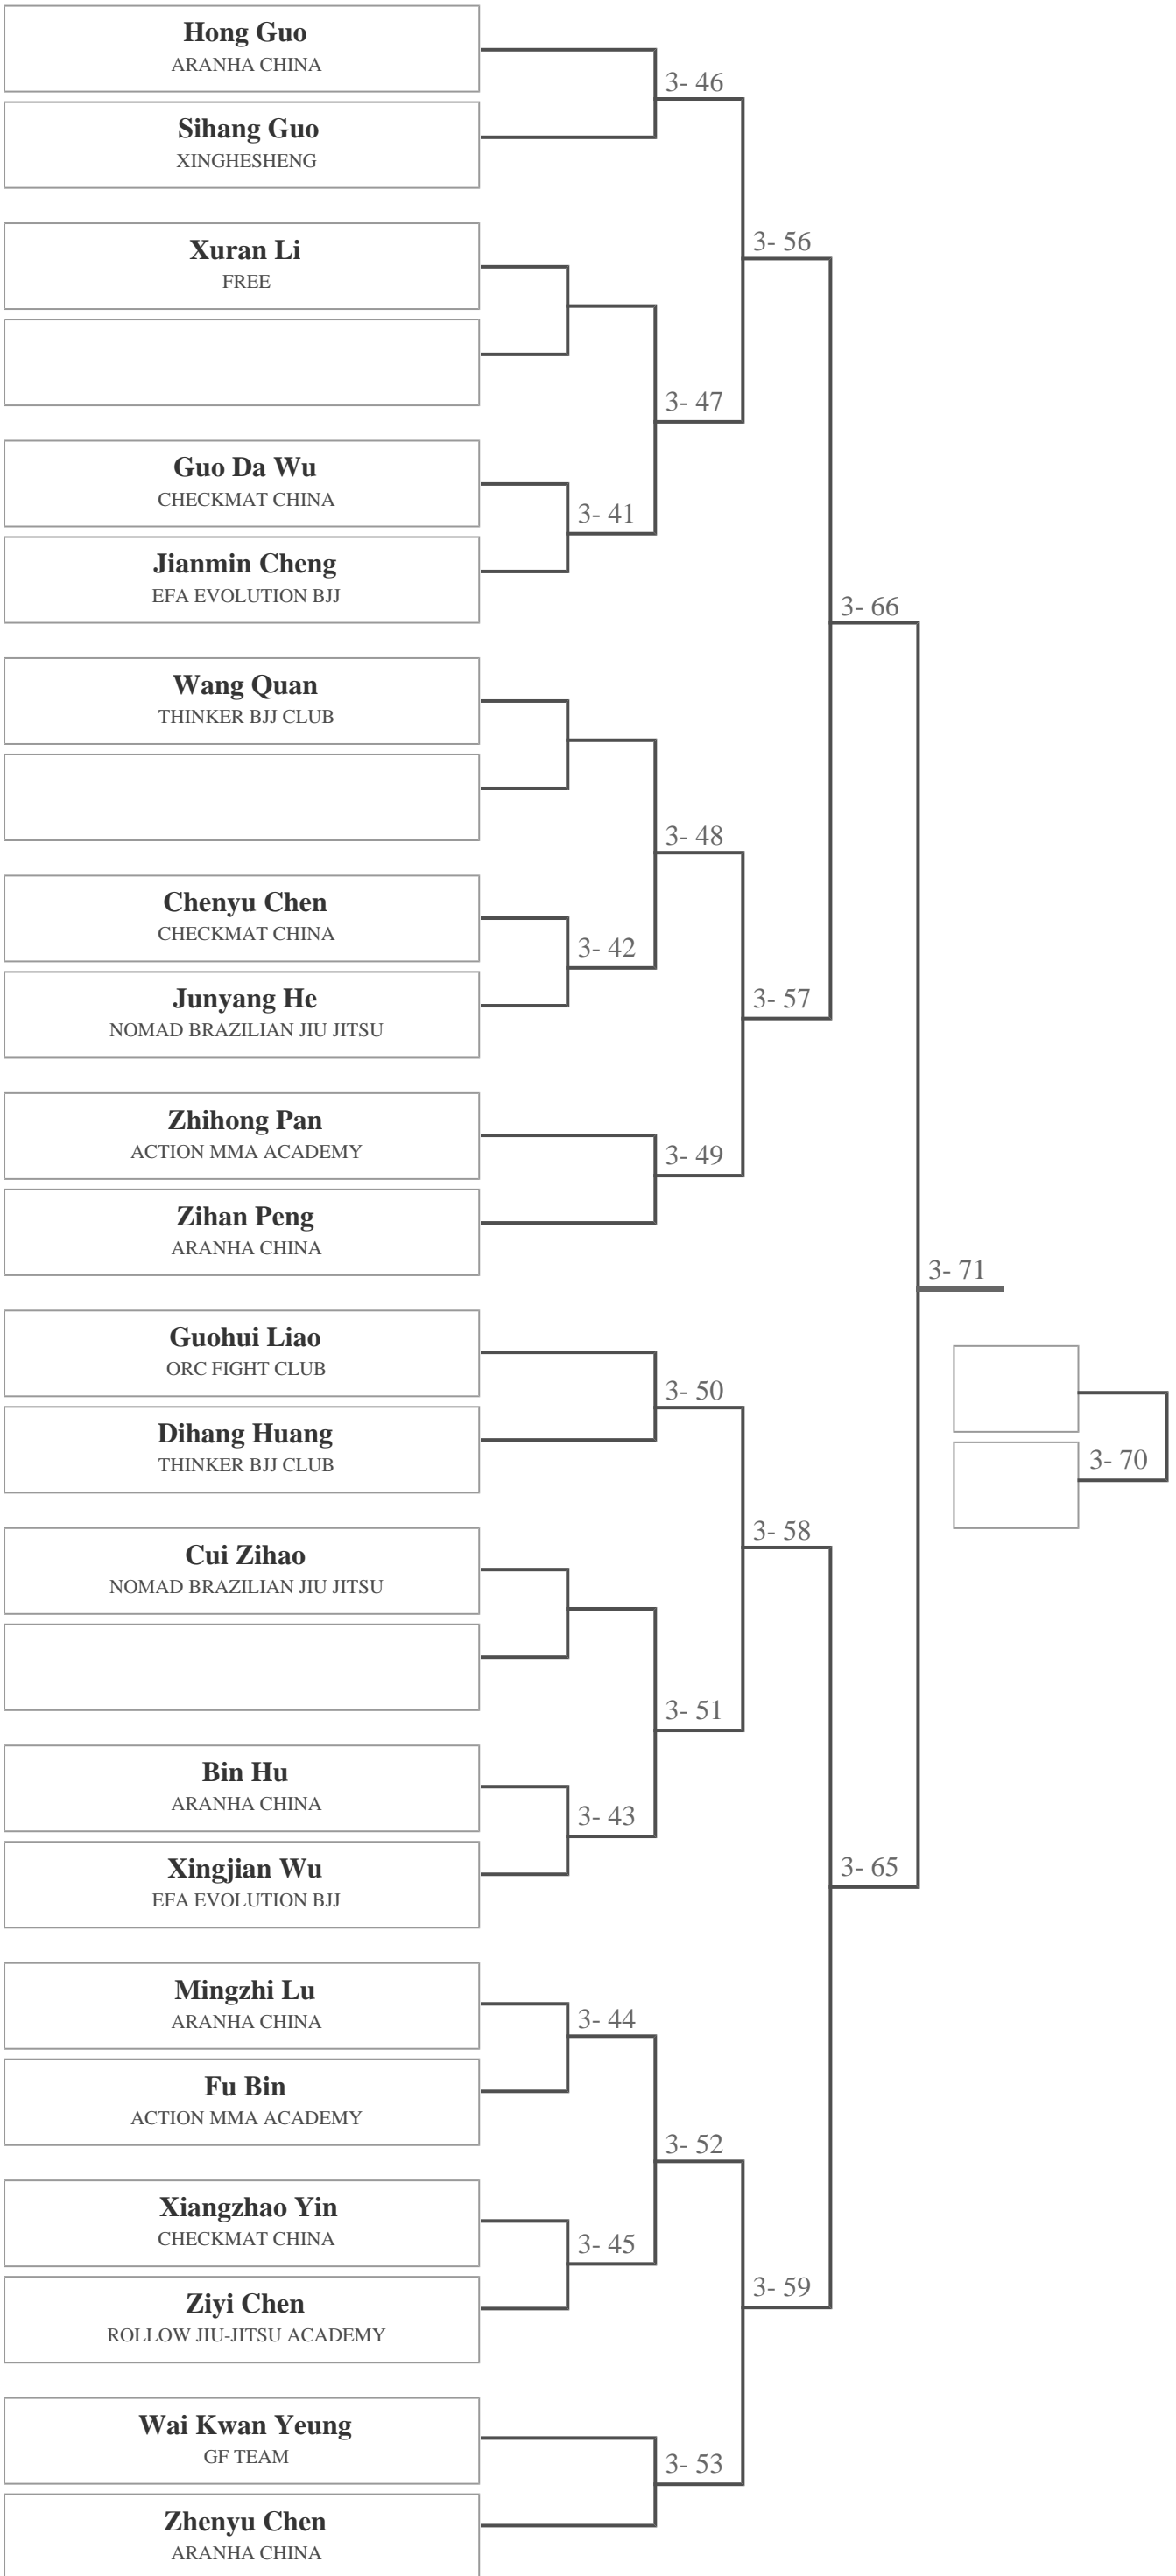 Hong Guo
ARANHA CHINA
3- 46
Sihang Guo
XINGHESHENG
Xuran Li
FREE
3- 56
3- 47
Guo Da Wu
CHECKMAT CHINA
3- 41
Jianmin Cheng
EFA EVOLUTION BJJ
3- 66
Wang Quan
THINKER BJJ CLUB
3- 48
Chenyu Chen
CHECKMAT CHINA
3- 42
Junyang He
NOMAD BRAZILIAN JIU JITSU
3- 57
Zhihong Pan
ACTION MMA ACADEMY
3- 49
Zihan Peng
ARANHA CHINA
3- 71
Guohui Liao
ORC FIGHT CLUB
3- 50
Dihang Huang
THINKER BJJ CLUB
3- 70
3- 58
Cui Zihao
NOMAD BRAZILIAN JIU JITSU
3- 51
Bin Hu
ARANHA CHINA
3- 43
Xingjian Wu
EFA EVOLUTION BJJ
3- 65
Mingzhi Lu
ARANHA CHINA
3- 44
Fu Bin
ACTION MMA ACADEMY
3- 52
Xiangzhao Yin
CHECKMAT CHINA
3- 45
Ziyi Chen
ROLLOW JIU-JITSU ACADEMY
3- 59
Wai Kwan Yeung
GF TEAM
3- 53
Zhenyu Chen
ARANHA CHINA